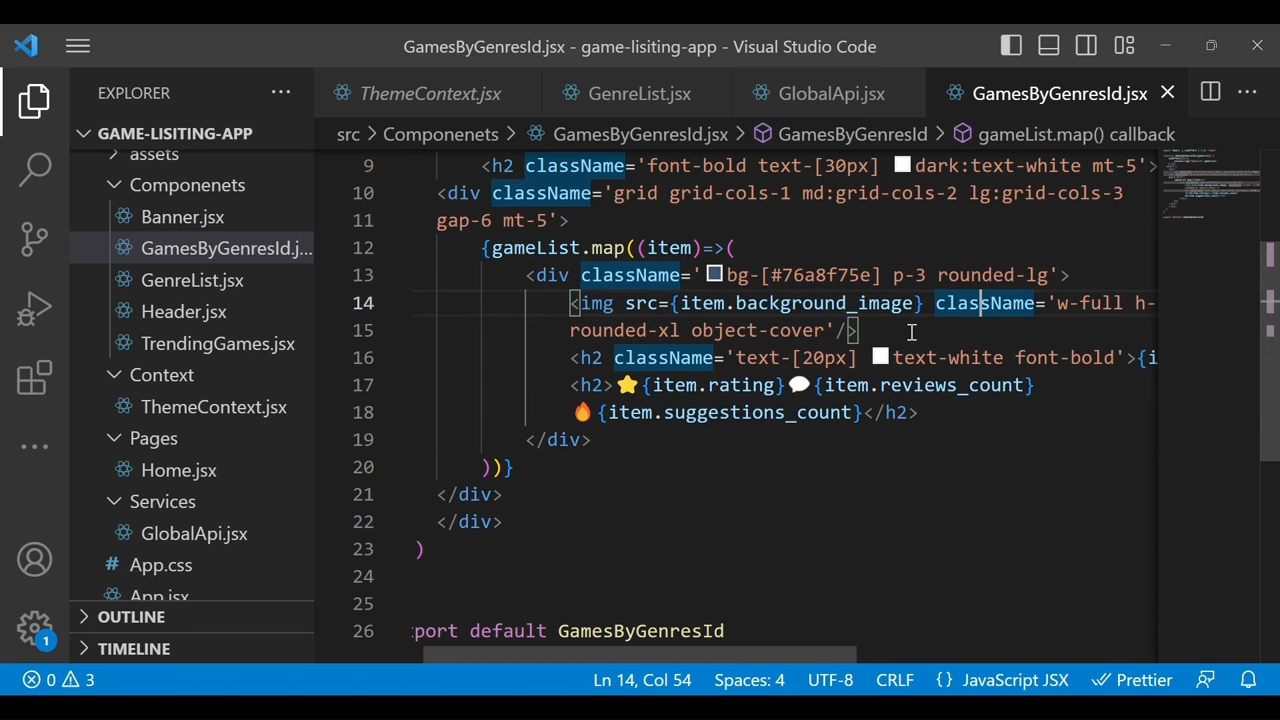 GamesByGenresId.jsx - game-lisiting-app - Visual Studio Code
EXPLORER
ThemeContext.jsx
GenreList.jsx
GlobalApi.jsx
GamesByGenresId.jsx
GAME-LISITING-APP
src > Componenets > GamesByGenresId.jsx > GamesByGenresId > gameList.map() callback
assets
Componenets
Banner.jsx
GamesByGenresId.j...
GenreList.jsx
Header.jsx
TrendingGames.jsx
Context
ThemeContext.jsx
Pages
Home.jsx
Services
GlobalApi.jsx
App.css
App.jsx
OUTLINE
TIMELINE
9 <h2 className='font-bold text-[30px] dark:text-white mt-5'>
10 <div className='grid grid-cols-1 md:grid-cols-2 lg:grid-cols-3
11 gap-6 mt-5'>
12 {gameList.map((item)=>(
13 <div className='bg-[#76a8f75e] p-3 rounded-lg'>
14 <img src={item.background_image} className='w-full h-
15 rounded-xl object-cover'/>
16 <h2 className='text-[20px] text-white font-bold'>{i
17 <h2>⭐{item.rating}💬{item.reviews_count}
18 🔥{item.suggestions_count}</h2>
19 </div>
20 ))}
21 </div>
22 </div>
23 )
24
25
26 port default GamesByGenresId
1
0 3
Ln 14, Col 54
Spaces: 4
UTF-8
CRLF
{} JavaScript JSX
Prettier